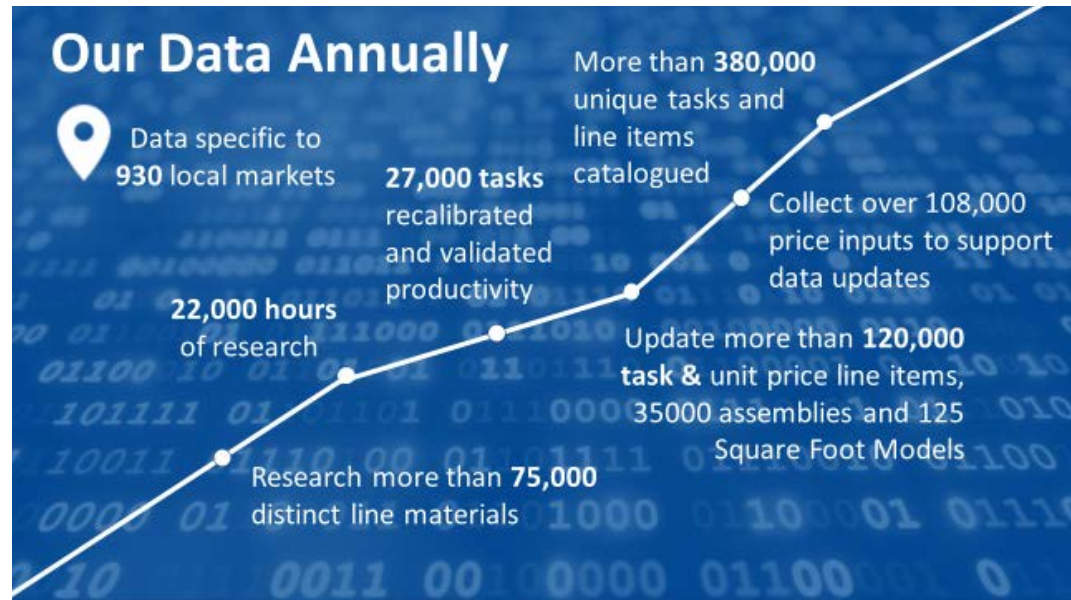 Our Data Annually
Data specific to
930 local markets
More than 380,000
unique tasks and
line items
catalogued
27,000 tasks
recalibrated
and validated
productivity
Collect over 108,000
price inputs to support
data updates
22,000 hours
of research
Update more than 120,000
task & unit price line items,
35000 assemblies and 125
Square Foot Models
Research more than 75,000
distinct line materials